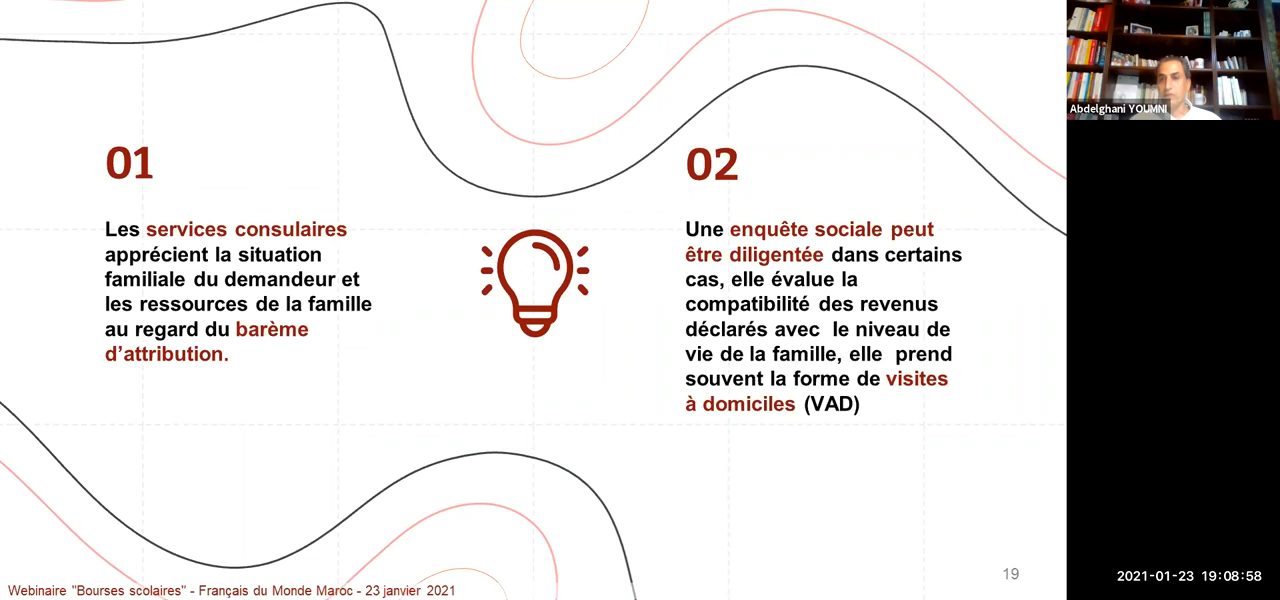 01
Les services consulaires
apprécient la situation
familiale du demandeur et
les ressources de la famille
au regard du barème
d’attribution.
02
Une enquête sociale peut
être diligentée dans certains
cas, elle évalue la
compatibilité des revenus
déclarés avec le niveau de
vie de la famille, elle prend
souvent la forme de visites
à domiciles (VAD)
Abdelghani YOUMNI
19
Webinaire "Bourses scolaires" - Français du Monde Maroc - 23 janvier 2021
2021-01-23 19:08:58